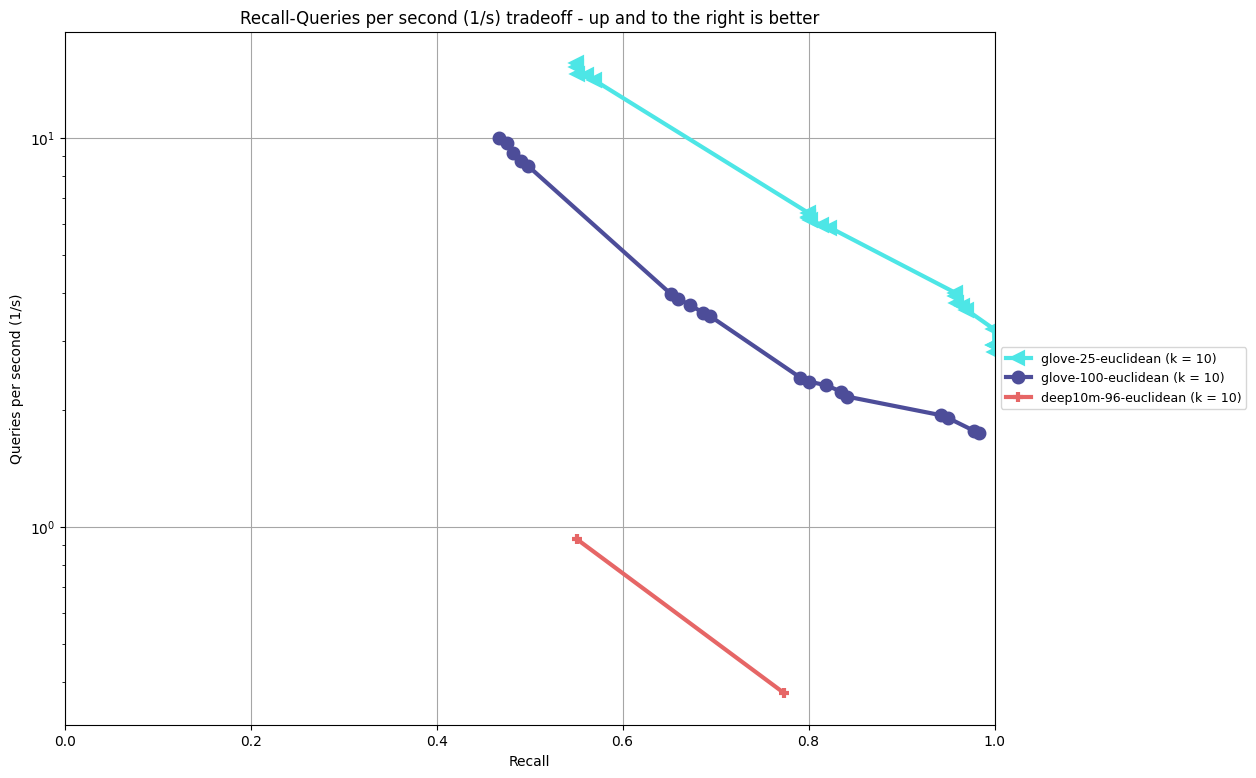 Recall-Queries per second (1/s) tradeoff - up and to the right is better
Queries per second (1/s)
10¹
10⁰
0.0 0.2 0.4 0.6 0.8 1.0
Recall
glove-25-euclidean (k = 10)
glove-100-euclidean (k = 10)
deep10m-96-euclidean (k = 10)